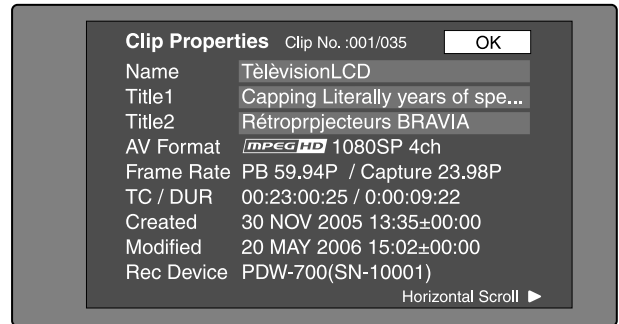 Clip Properties Clip No. :001/035 OK
Name TèlèvisionLCD
Title1 Capping Literally years of spe...
Title2 Rétroprpjecteurs BRAVIA
AV Format MPEG HD 1080SP 4ch
Frame Rate PB 59.94P / Capture 23.98P
TC / DUR 00:23:00:25 / 0:00:09:22
Created 30 NOV 2005 13:35±00:00
Modified 20 MAY 2006 15:02±00:00
Rec Device PDW-700(SN-10001)
Horizontal Scroll ▶